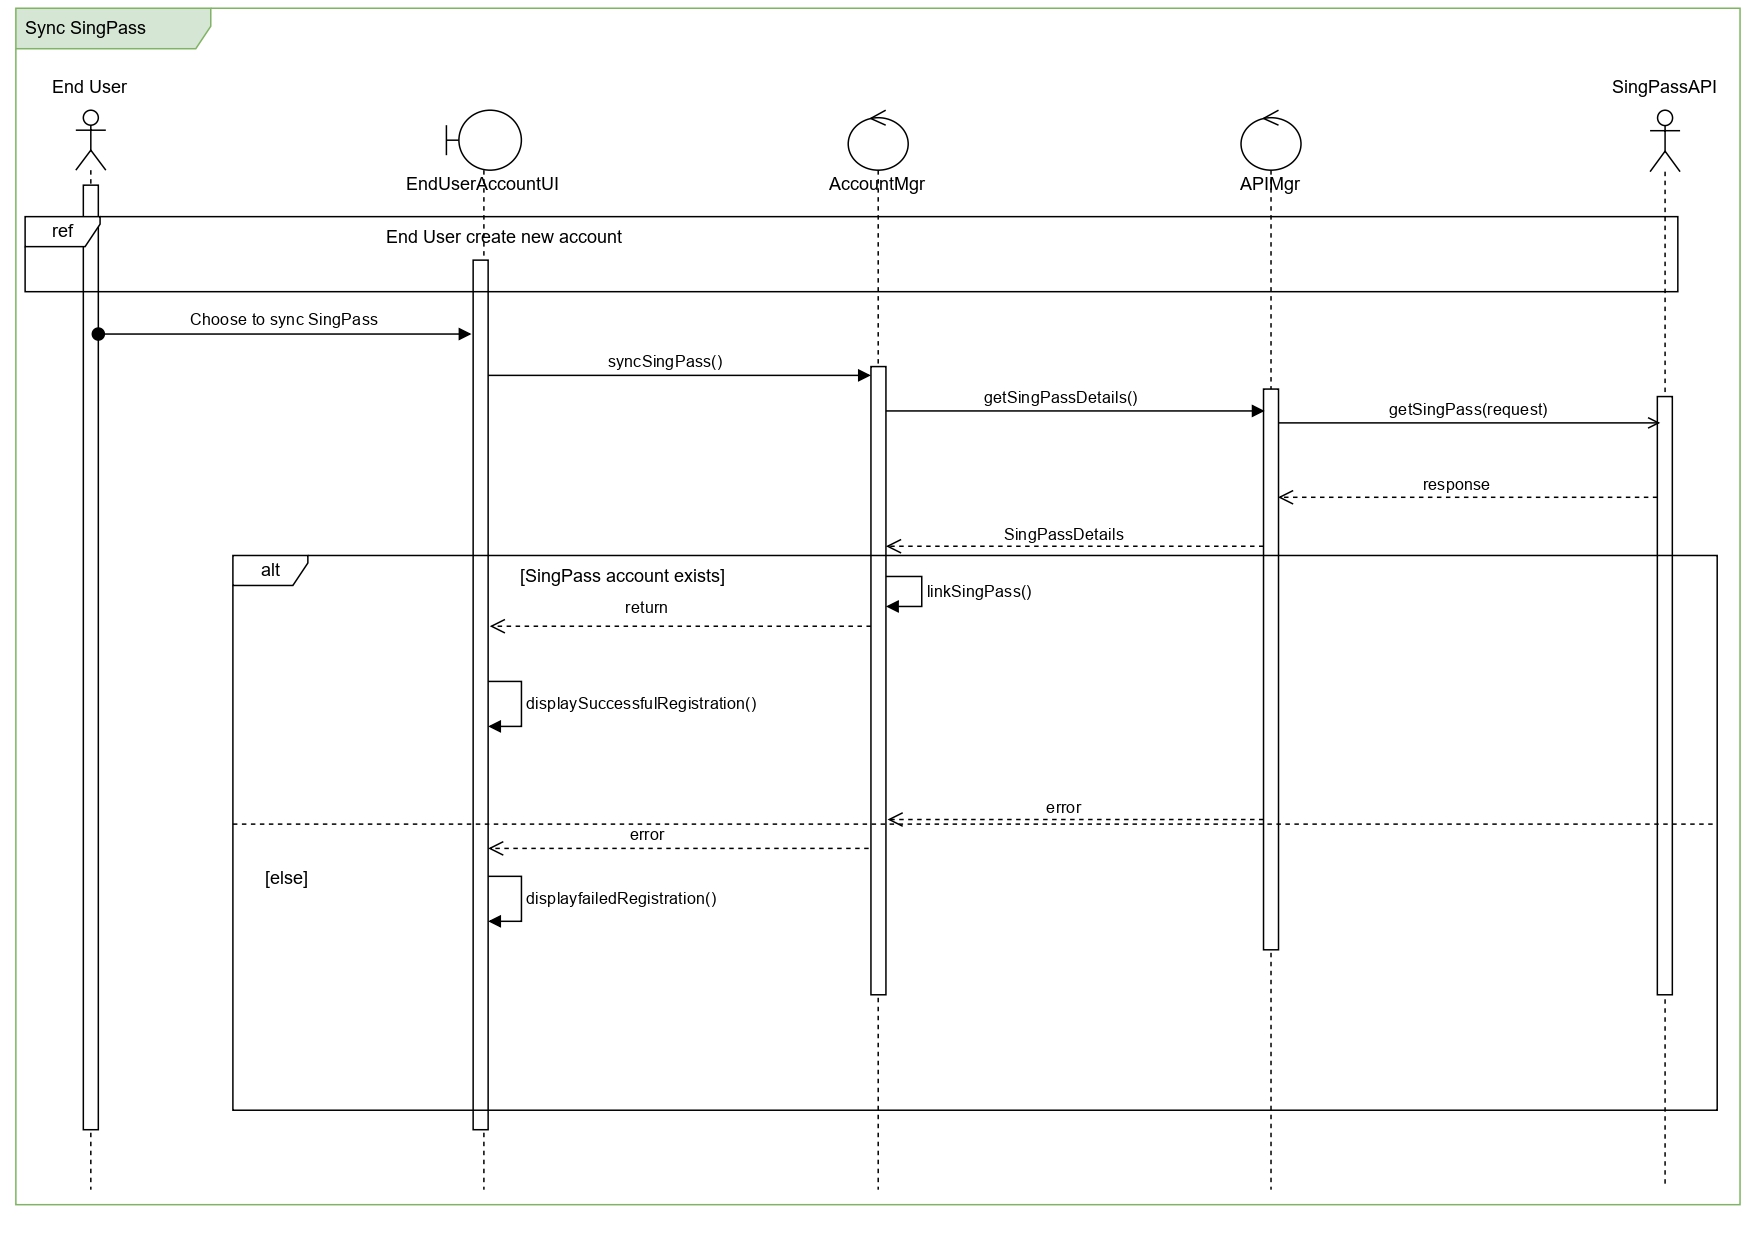 Sync SingPass
End User
SingPassAPI
EndUserAccountUI
AccountMgr
APIMgr
ref
End User create new account
Choose to sync SingPass
syncSingPass()
getSingPassDetails()
getSingPass(request)
response
SingPassDetails
alt
[SingPass account exists]
linkSingPass()
return
displaySuccessfulRegistration()
error
error
[else]
displayfailedRegistration()